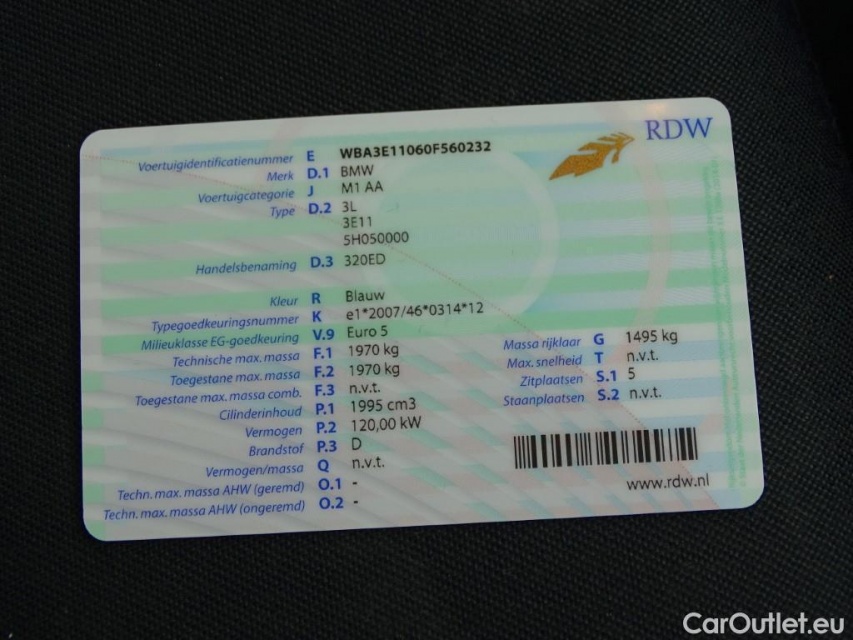 RDW
Voertuigidentificatienummer E WBA3E11060F560232
Merk D.1 BMW
Voertuigcategorie J M1 AA
Type D.2 3L
3E11
5H050000
Handelsbenaming D.3 320ED
Kleur R Blauw
Typegoedkeuringsnummer K e1*2007/46*0314*12
Milieuklasse EG-goedkeuring V.9 Euro 5
Technische max. massa F.1 1970 kg
Toegestane max. massa F.2 1970 kg
Toegestane max. massa comb. F.3 n.v.t.
Cilinderinhoud P.1 1995 cm3
Vermogen P.2 120,00 kW
Brandstof P.3 D
Vermogen/massa Q n.v.t.
Techn. max. massa AHW (geremd) O.1 -
Techn. max. massa AHW (ongeremd) O.2 -
Massa rijklaar G 1495 kg
Max. snelheid T n.v.t.
Zitplaatsen S.1 5
Staanplaatsen S.2 n.v.t.
www.rdw.nl
CarOutlet.eu